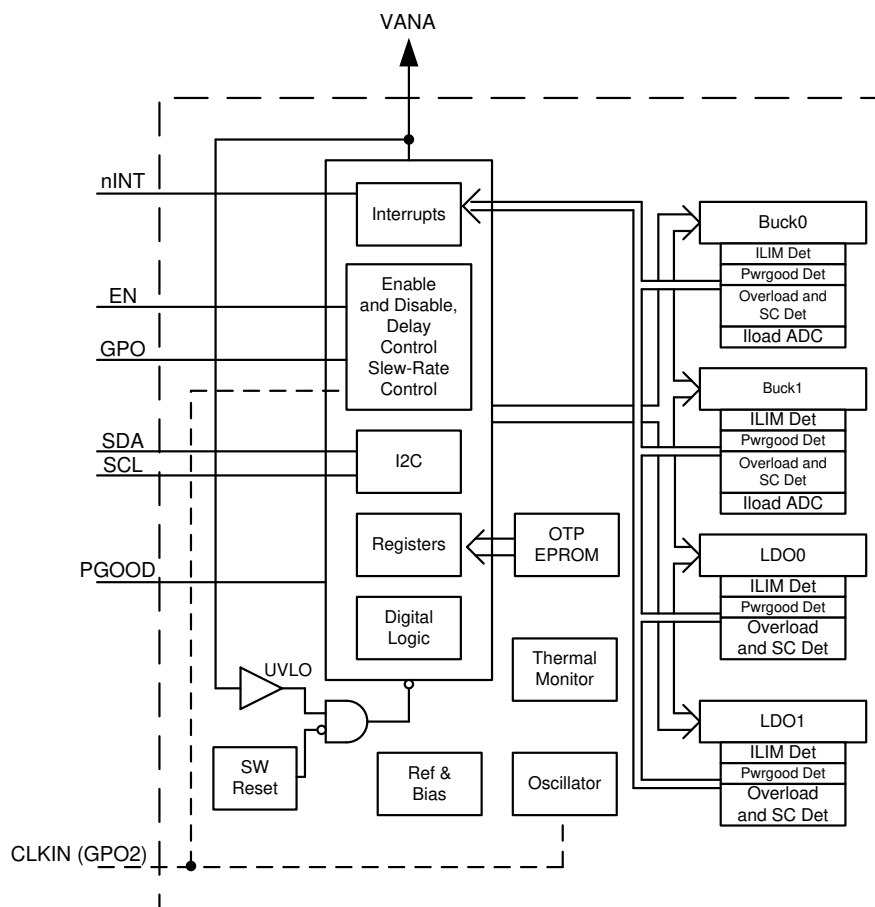 VANA
nINT
Interrupts
EN
GPO
Enable
and Disable,
Delay
Control
Slew-Rate
Control
SDA
SCL
I2C
Registers
OTP
EPROM
PGOOD
Digital
Logic
UVLO
Thermal
Monitor
SW
Reset
Ref &
Bias
Oscillator
CLKIN (GPO2)
Buck0
ILIM Det
Pwrgood Det
Overload and
SC Det
Iload ADC
Buck1
ILIM Det
Pwrgood Det
Overload and
SC Det
Iload ADC
LDO0
ILIM Det
Pwrgood Det
Overload
and SC Det
LDO1
ILIM Det
Pwrgood Det
Overload
and SC Det